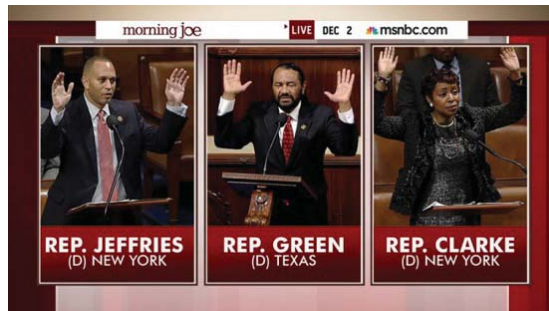 morning joe
LIVE DEC 2 msnbc.com
REP. JEFFRIES
(D) NEW YORK
REP. GREEN
(D) TEXAS
REP. CLARKE
(D) NEW YORK